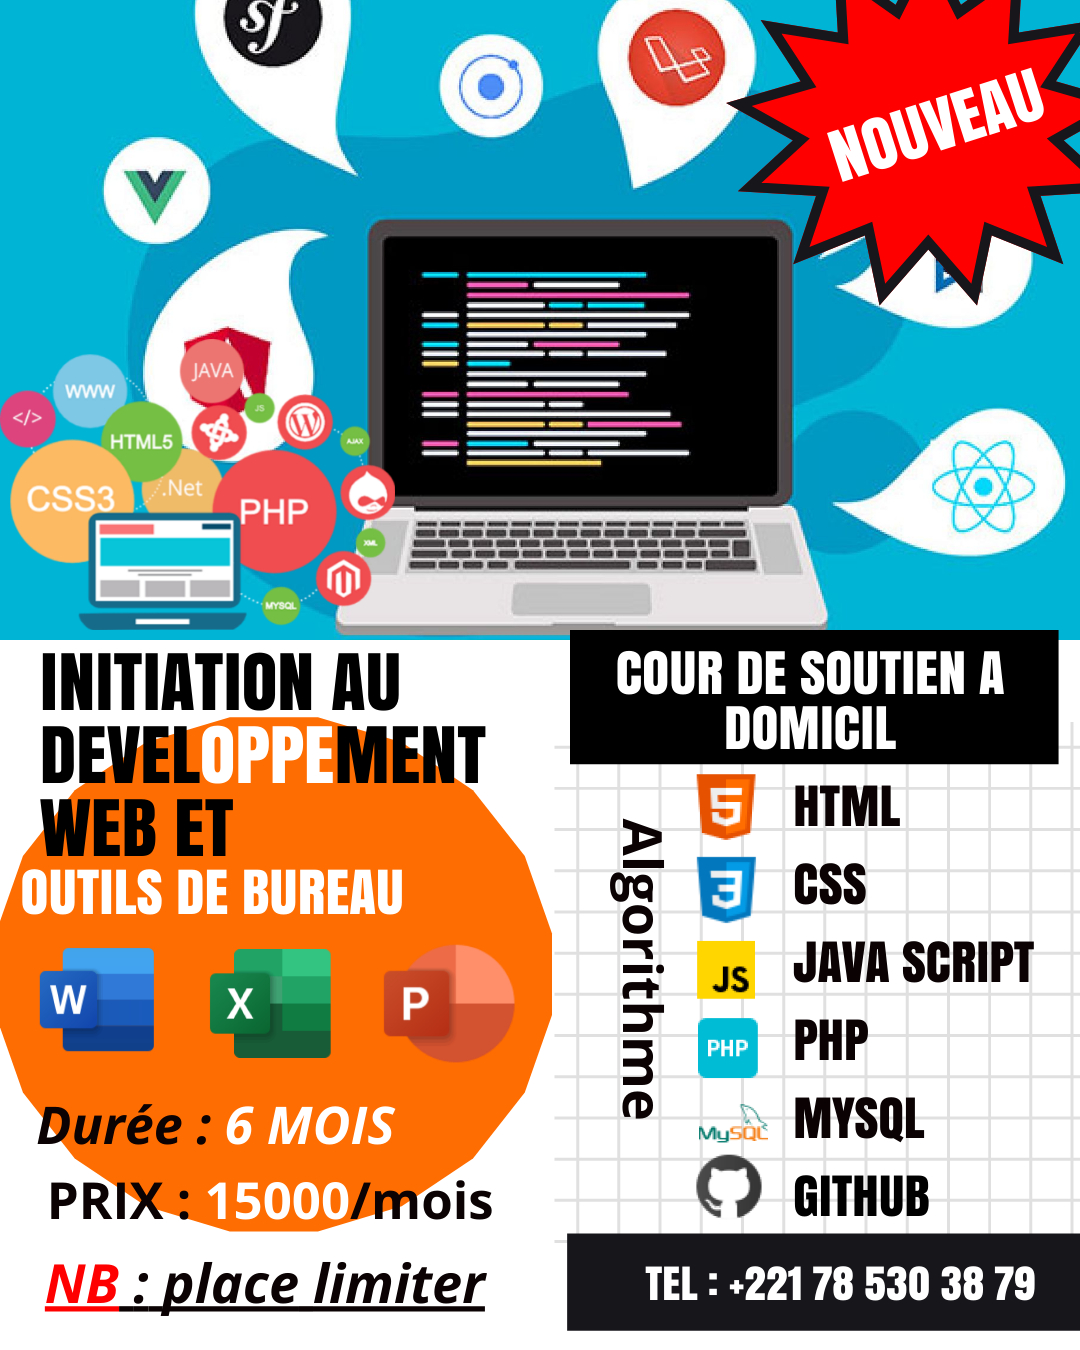 sf
NOUVEAU
JAVA
www
</>
JS
HTML5
AJAX
CSS3
.Net
PHP
XML
MYSQL
INITIATION AU
DEVELOPPEMENT
WEB ET
OUTILS DE BUREAU
W
X
P
Durée : 6 MOIS
PRIX : 15000/mois
NB : place limiter
COUR DE SOUTIEN A
DOMICIL
Algorithme
5
HTML
3
CSS
JS
JAVA SCRIPT
PHP
PHP
MySQL
MYSQL
GITHUB
TEL : +221 78 530 38 79